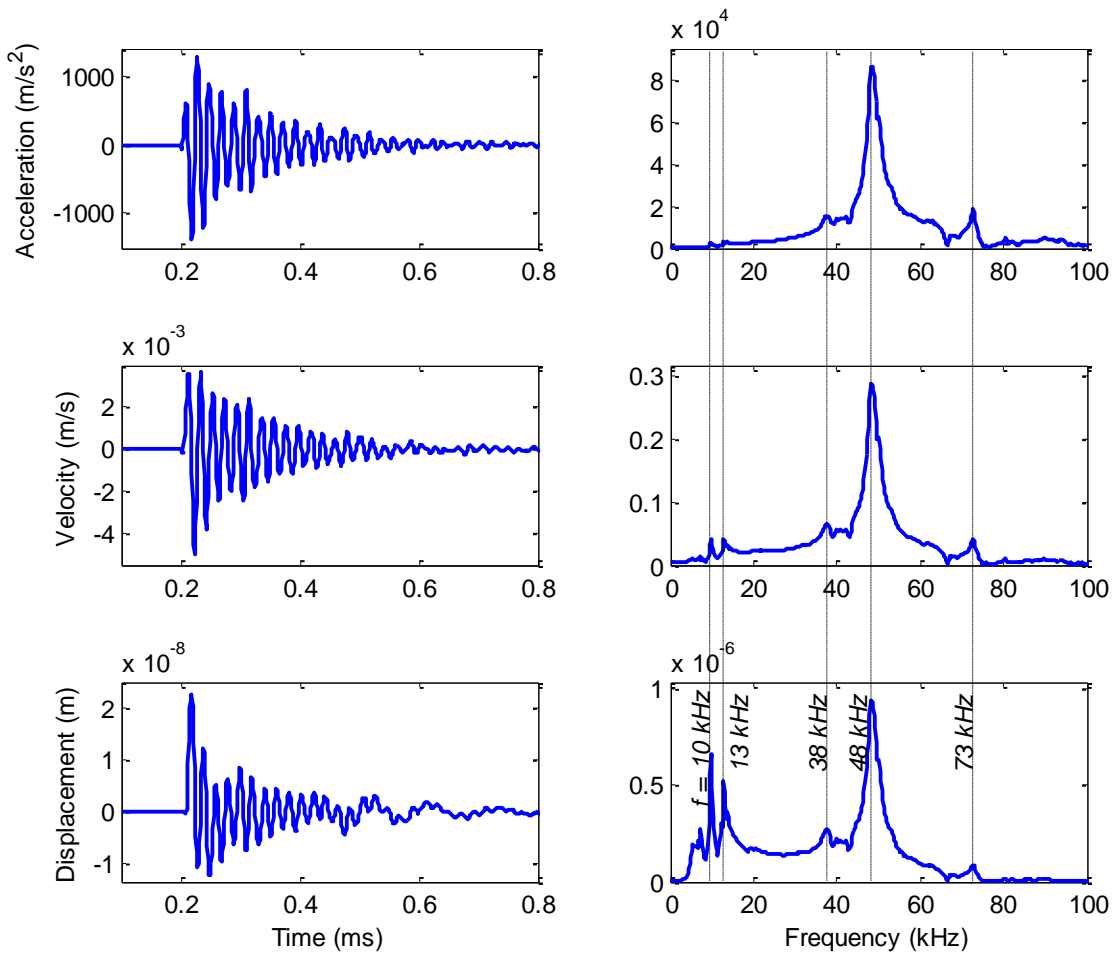 x 10^4
Acceleration (m/s²)
1000
0
-1000
0.2 0.4 0.6 0.8
8
6
4
2
0
0 20 40 60 80 100
x 10^-3
Velocity (m/s)
2
0
-2
-4
0.2 0.4 0.6 0.8
0.3
0.2
0.1
0
0 20 40 60 80 100
x 10^-8
Displacement (m)
2
1
0
-1
0.2 0.4 0.6 0.8
Time (ms)
x 10^-6
1
0.5
0
f = 10 kHz
13 kHz
38 kHz
48 kHz
73 kHz
0 20 40 60 80 100
Frequency (kHz)